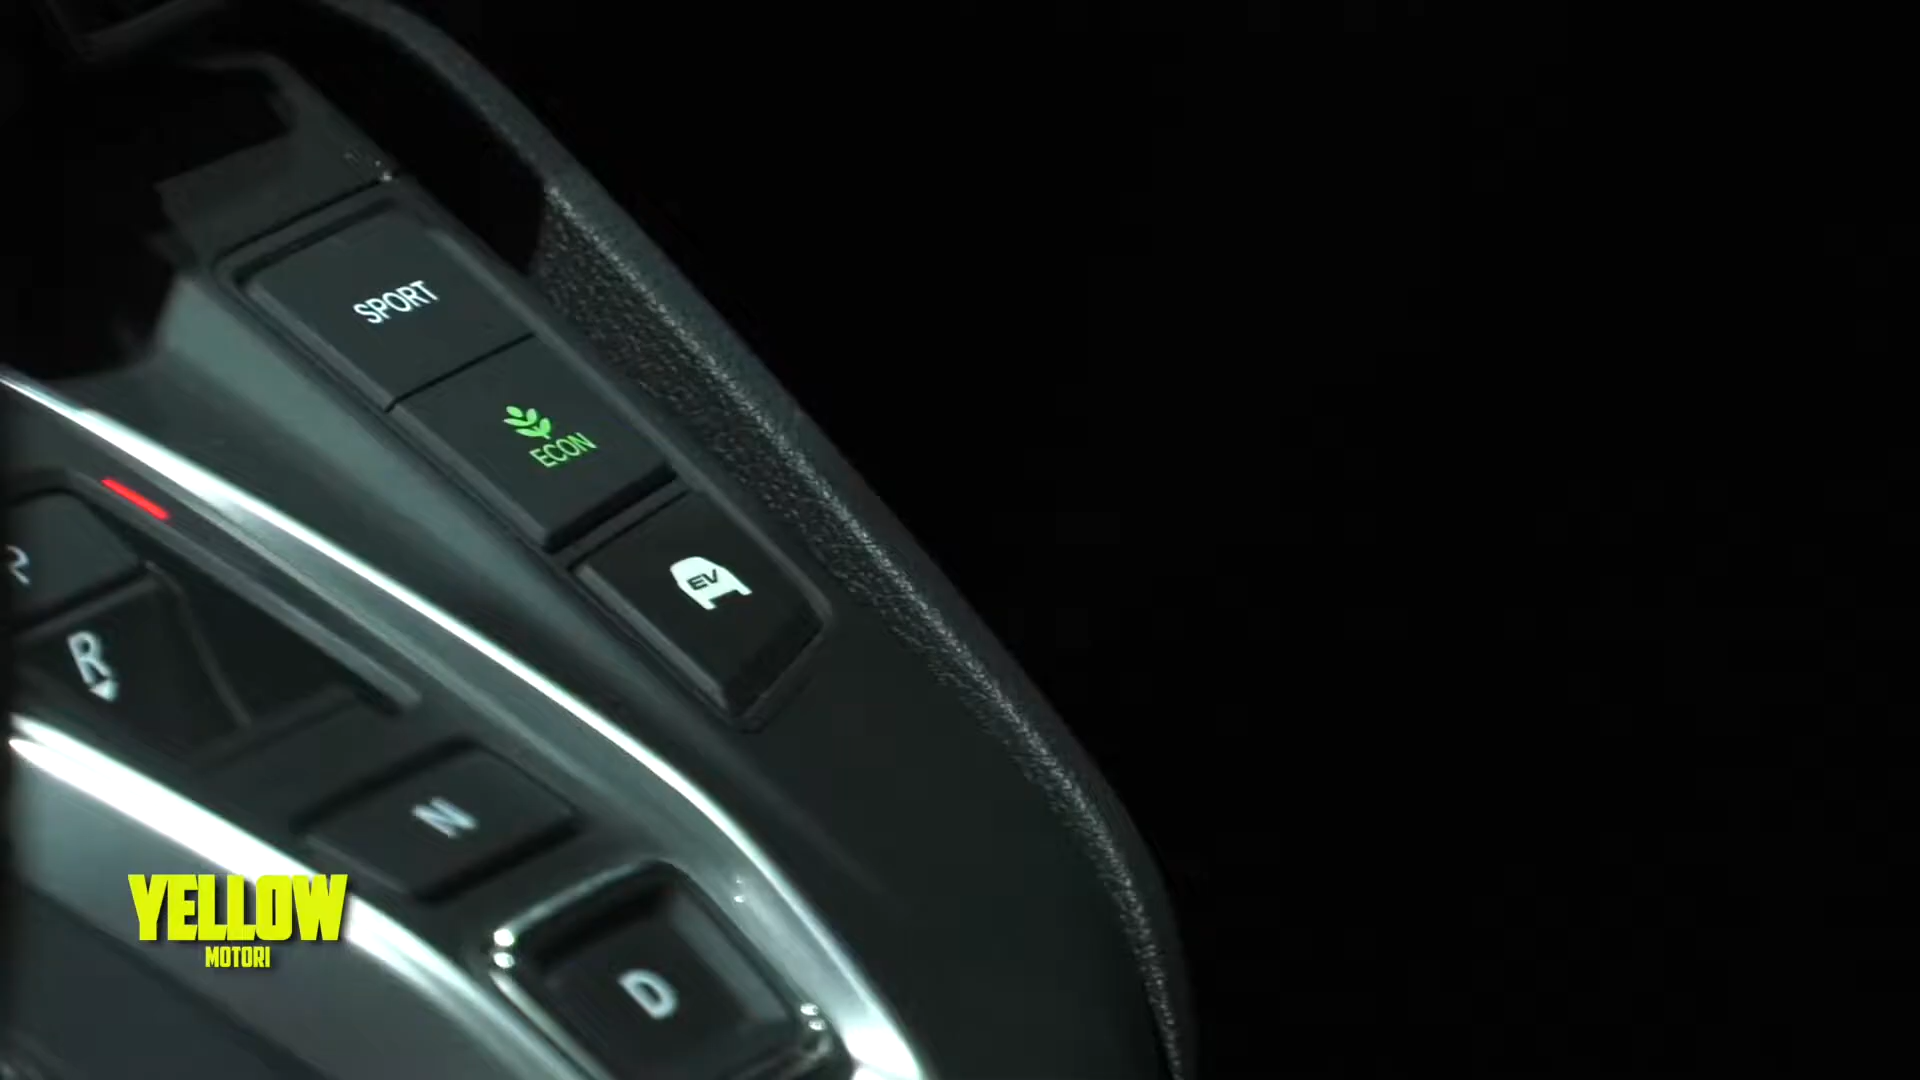 SPORT
ECON
EV
R
N
D
YELLOW
MOTORI